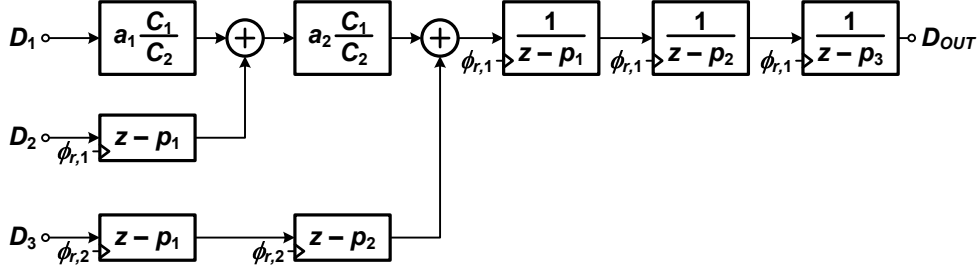 D₁ a₁ C₁/C₂ + a₂ C₁/C₂ + 1/(z − p₁) 1/(z − p₂) 1/(z − p₃) D_OUT
ϕr,1 ϕr,1 ϕr,1
D₂ z − p₁
ϕr,1
D₃ z − p₁ z − p₂
ϕr,2 ϕr,2